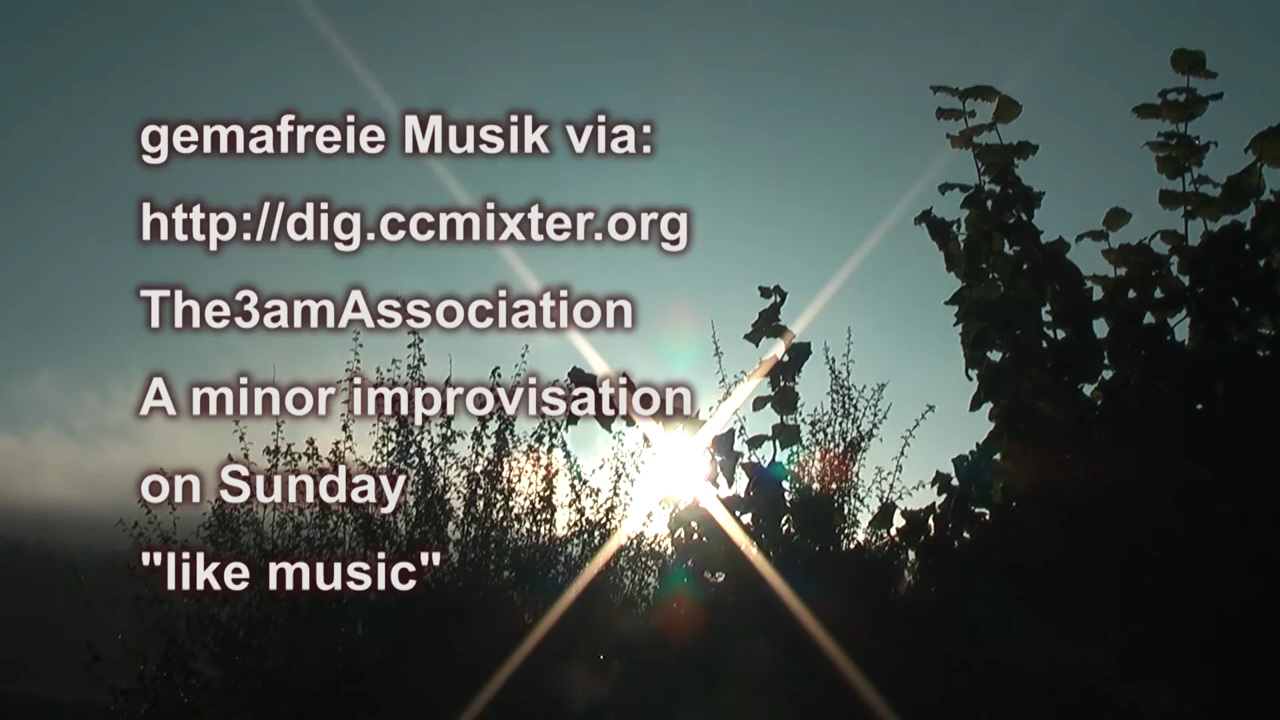 gemafreie Musik via:
http://dig.ccmixter.org
The3amAssociation
A minor improvisation
on Sunday
"like music"